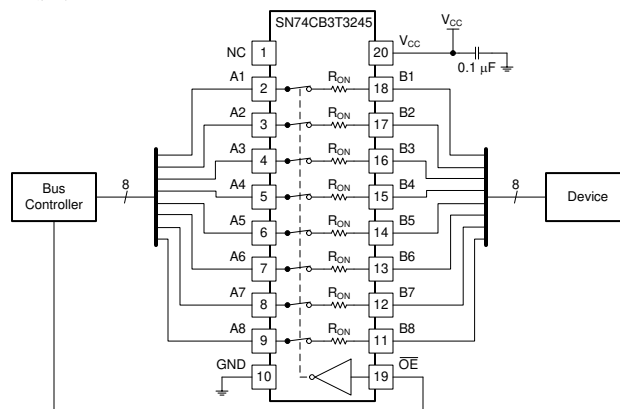 SN74CB3T3245
NC 1 20 VCC VCC
0.1 μF
A1 2 RON 18 B1
A2 3 RON 17 B2
A3 4 RON 16 B3
A4 5 RON 15 B4
A5 6 RON 14 B5
A6 7 RON 13 B6
A7 8 RON 12 B7
A8 9 RON 11 B8
GND 10 19 OE
Bus
Controller
8
8
Device